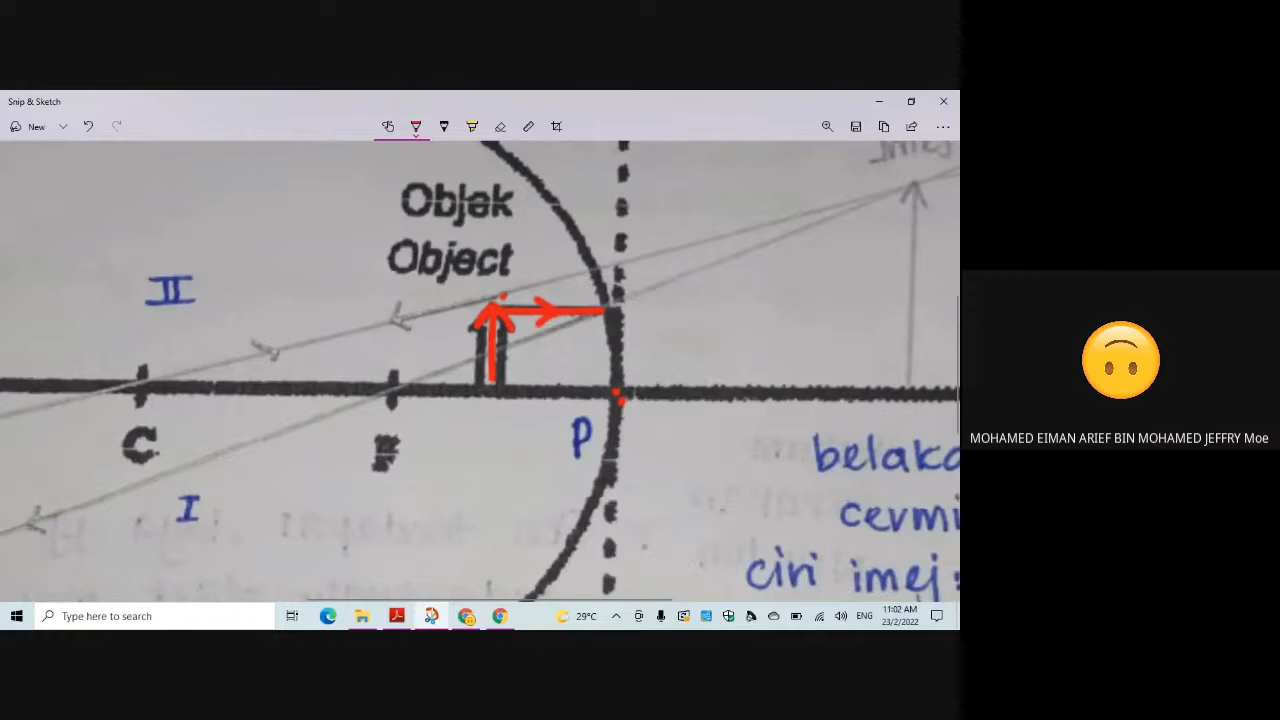 Snip & Sketch
New
Objek
Object
II
C
F
P
I
belaka
cermi
ciri imej =
MOHAMED EIMAN ARIEF BIN MOHAMED JEFFRY Moe
Type here to search
29°C
ENG
11:02 AM
23/2/2022